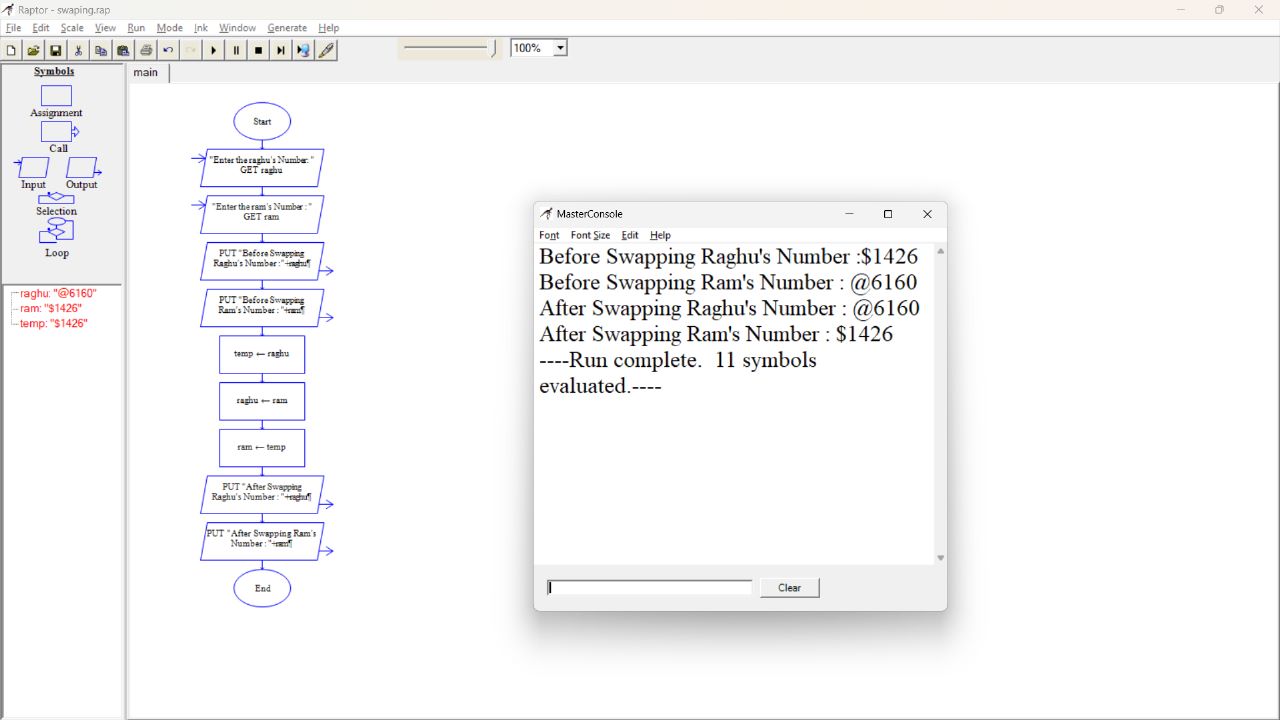 Raptor - swaping.rap
File Edit Scale View Run Mode Ink Window Generate Help
100%
Symbols
Assignment
Call
Input Output
Selection
Loop
raghu: "@6160"
ram: "$1426"
temp: "$1426"
main
Start
"Enter the raghu's Number: "
GET raghu
"Enter the ram's Number : "
GET ram
PUT "Before Swapping
Raghu's Number :"+raghu¶
PUT "Before Swapping
Ram's Number : "+ram¶
temp ← raghu
raghu ← ram
ram ← temp
PUT "After Swapping
Raghu's Number : "+raghu¶
PUT "After Swapping Ram's
Number : "+ram¶
End
MasterConsole
Font Font Size Edit Help
Before Swapping Raghu's Number :$1426
Before Swapping Ram's Number : @6160
After Swapping Raghu's Number : @6160
After Swapping Ram's Number : $1426
----Run complete.  11 symbols
evaluated.----
Clear